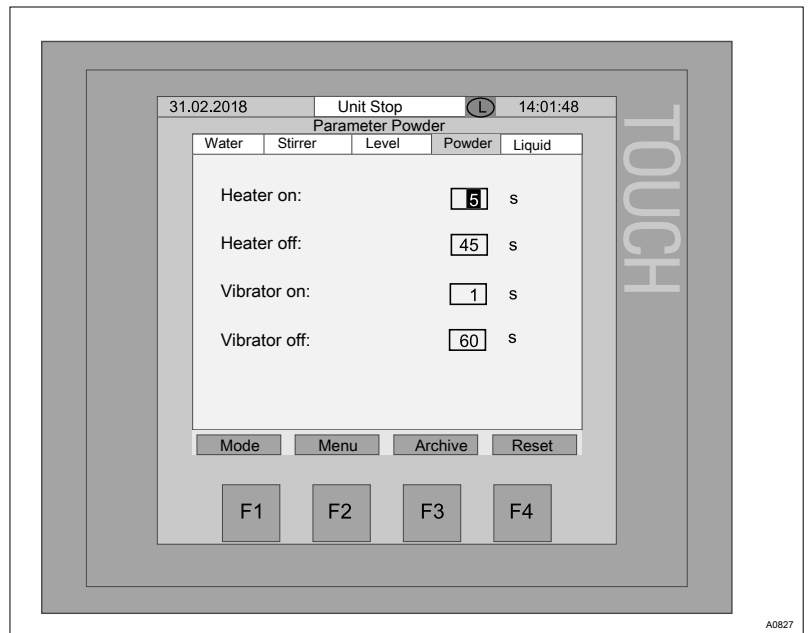 31.02.2018 Unit Stop L 14:01:48
Parameter Powder
Water Stirrer Level Powder Liquid
Heater on: 5 s
Heater off: 45 s
Vibrator on: 1 s
Vibrator off: 60 s
Mode Menu Archive Reset
F1 F2 F3 F4
TOUCH
A0827